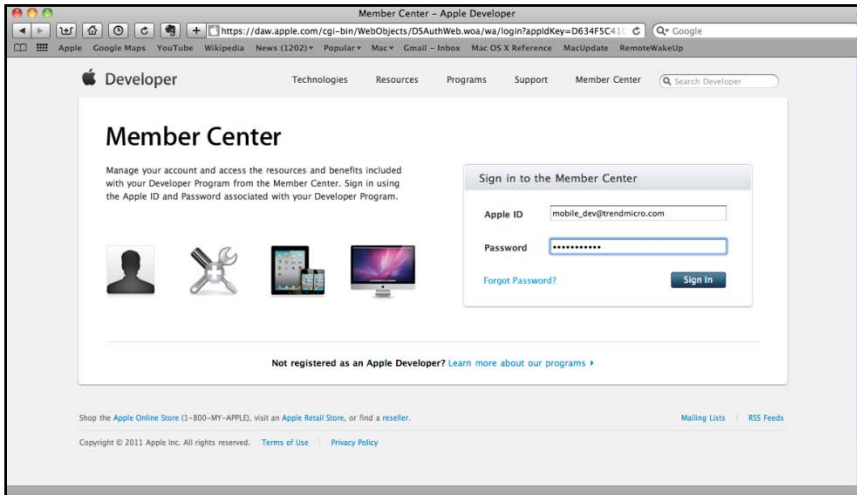 Member Center – Apple Developer
https://daw.apple.com/cgi-bin/WebObjects/DSAuthWeb.woa/wa/login?appIdKey=D634F5C41
Google
Apple Google Maps YouTube Wikipedia News (1202) Popular Mac Gmail – Inbox Mac OS X Reference MacUpdate RemoteWakeUp
Developer
Technologies Resources Programs Support Member Center Search Developer
Member Center
Manage your account and access the resources and benefits included
with your Developer Program from the Member Center. Sign in using
the Apple ID and Password associated with your Developer Program.
Sign in to the Member Center
Apple ID mobile_dev@trendmicro.com
Password •••••••••••
Forgot Password? Sign In
Not registered as an Apple Developer? Learn more about our programs
Shop the Apple Online Store (1-800-MY-APPLE), visit an Apple Retail Store, or find a reseller.
Mailing Lists | RSS Feeds
Copyright © 2011 Apple Inc. All rights reserved. Terms of Use | Privacy Policy